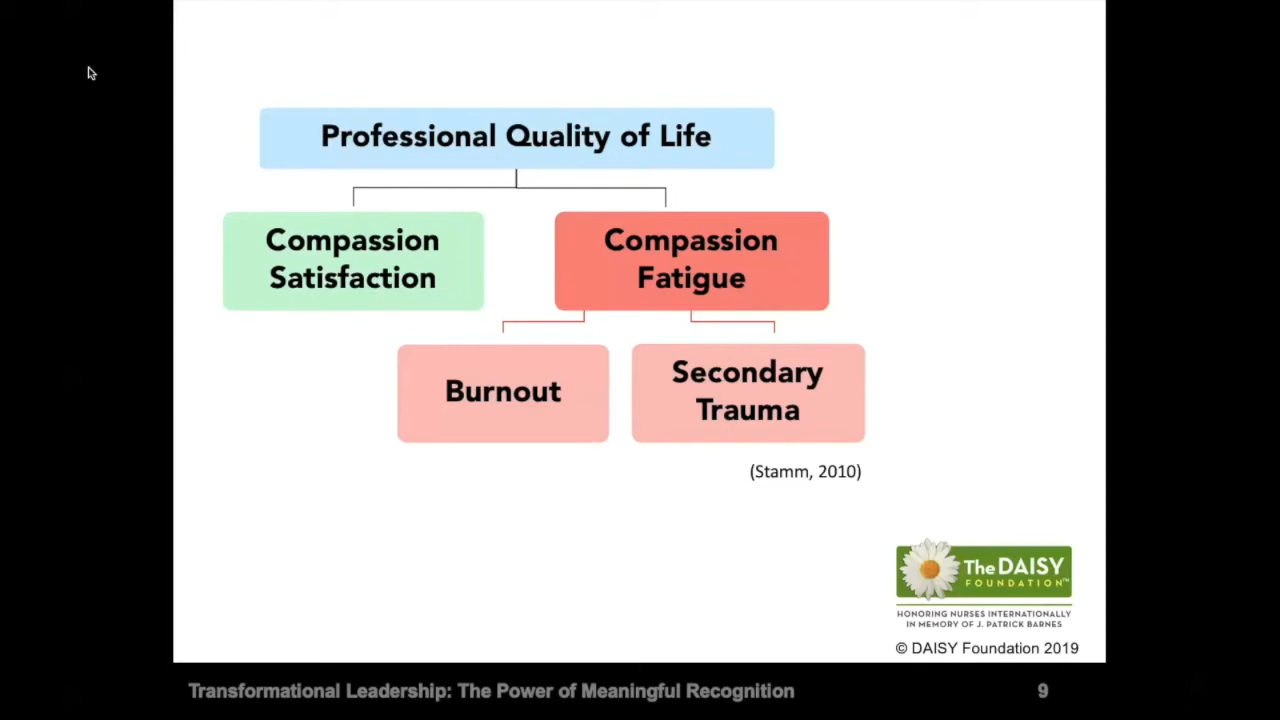 Professional Quality of Life
Compassion
Satisfaction
Compassion
Fatigue
Burnout
Secondary
Trauma
(Stamm, 2010)
The DAISY
FOUNDATION™
HONORING NURSES INTERNATIONALLY
IN MEMORY OF J. PATRICK BARNES
© DAISY Foundation 2019
Transformational Leadership: The Power of Meaningful Recognition
9